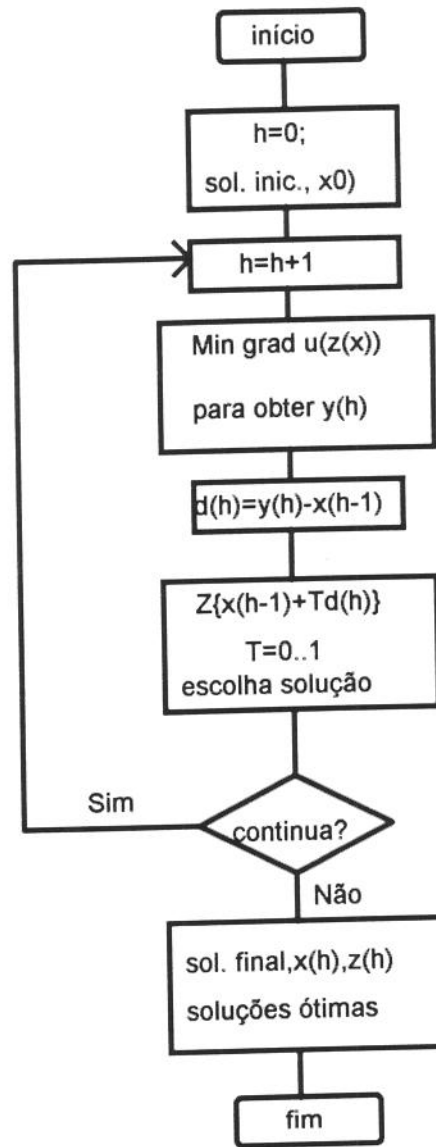 início
h=0;
sol. inic., x0)
h=h+1
Min grad u(z(x))
para obter y(h)
d(h)=y(h)-x(h-1)
Z{x(h-1)+Td(h)}
T=0..1
escolha solução
Sim
continua?
Não
sol. final,x(h),z(h)
soluções ótimas
fim